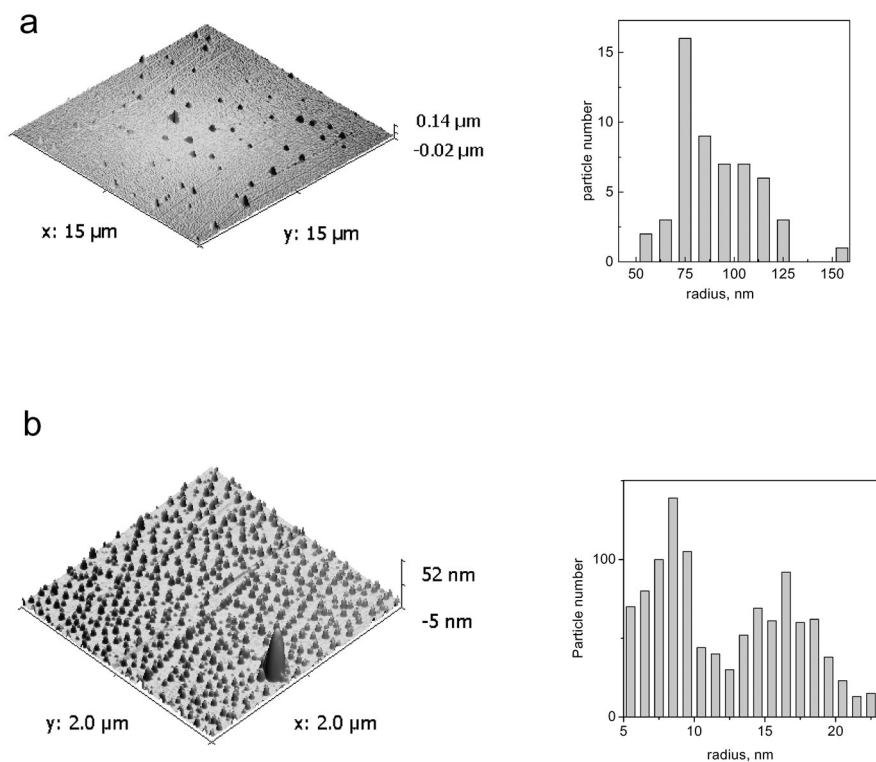 a
0.14 µm
-0.02 µm
x: 15 µm
y: 15 µm
particle number
15
10
5
0
50 75 100 125 150
radius, nm
b
52 nm
-5 nm
y: 2.0 µm
x: 2.0 µm
Particle number
100
0
5 10 15 20
radius, nm